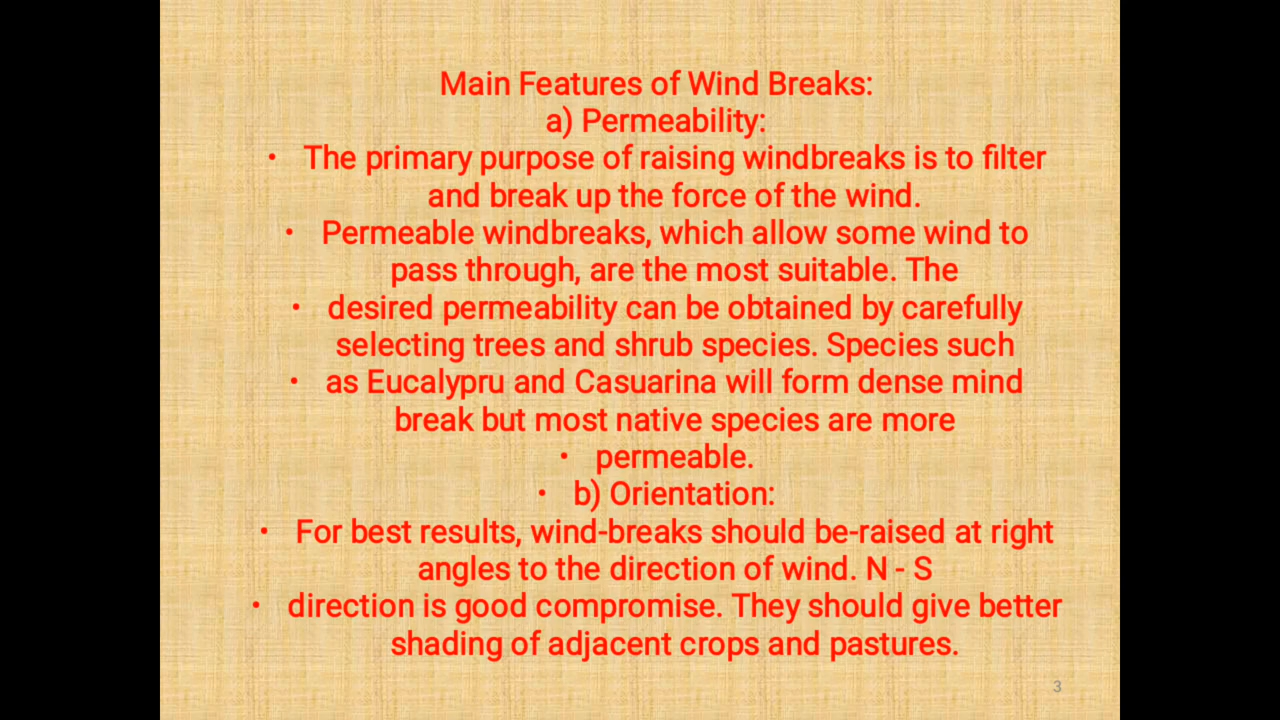 Main Features of Wind Breaks:
a) Permeability:
• The primary purpose of raising windbreaks is to filter
and break up the force of the wind.
• Permeable windbreaks, which allow some wind to
pass through, are the most suitable. The
• desired permeability can be obtained by carefully
selecting trees and shrub species. Species such
• as Eucalypru and Casuarina will form dense mind
break but most native species are more
• permeable.
• b) Orientation:
• For best results, wind-breaks should be-raised at right
angles to the direction of wind. N - S
• direction is good compromise. They should give better
shading of adjacent crops and pastures.
3